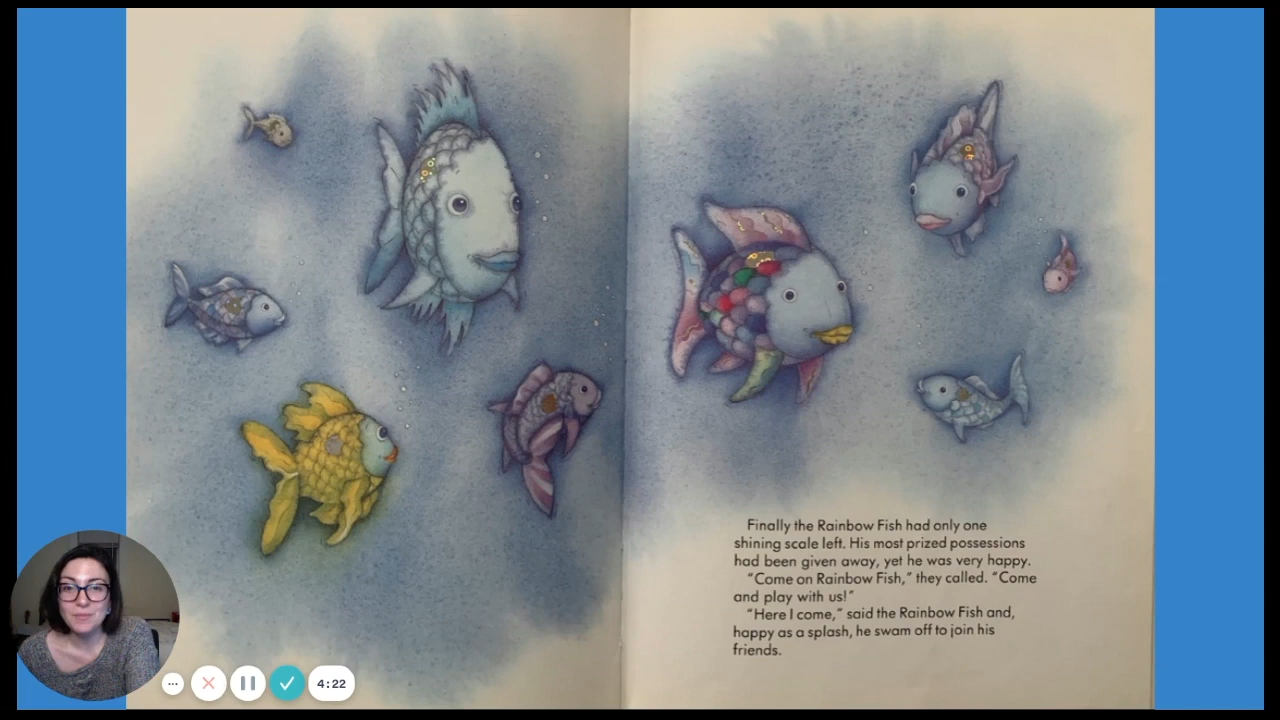 Finally the Rainbow Fish had only one
shining scale left. His most prized possessions
had been given away, yet he was very happy.
"Come on Rainbow Fish," they called. "Come
and play with us!"
"Here I come," said the Rainbow Fish and,
happy as a splash, he swam off to join his
friends.
4:22